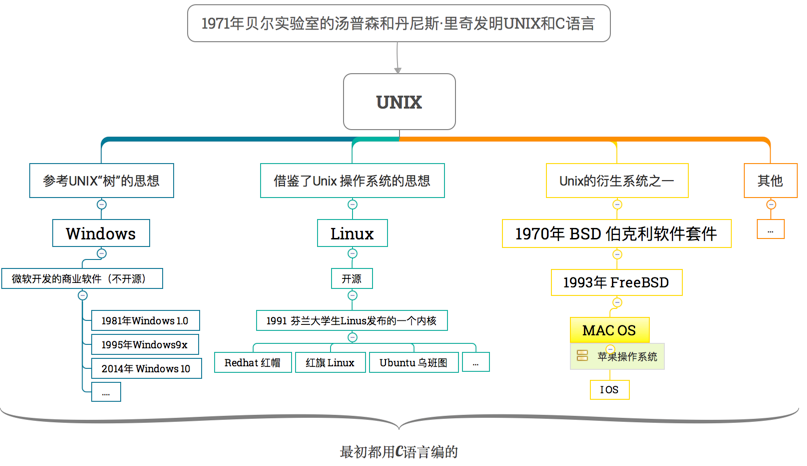 1971年贝尔实验室的汤普森和丹尼斯·里奇发明UNIX和C语言
UNIX
参考UNIX“树”的思想
借鉴了Unix 操作系统的思想
Unix的衍生系统之一
其他
Windows
Linux
1970年 BSD 伯克利软件套件
...
微软开发的商业软件（不开源）
开源
1993年 FreeBSD
1981年Windows 1.0
1991 芬兰大学生Linus发布的一个内核
MAC OS
1995年Windows9x
苹果操作系统
2014年 Windows 10
Redhat 红帽
红旗 Linux
Ubuntu 乌班图
...
....
IOS
最初都用C语言编的